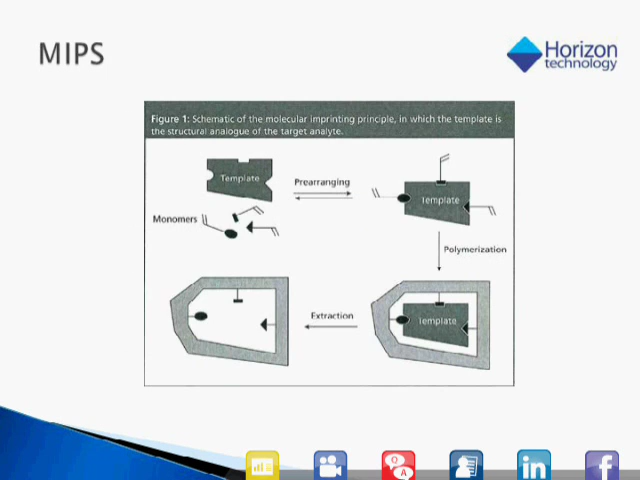 MIPS
Horizon
technology
Figure 1: Schematic of the molecular imprinting principle, in which the template is
the structural analogue of the target analyte.
Template
Prearranging
Template
Monomers
Polymerization
Extraction
Template
Q
A
in
f